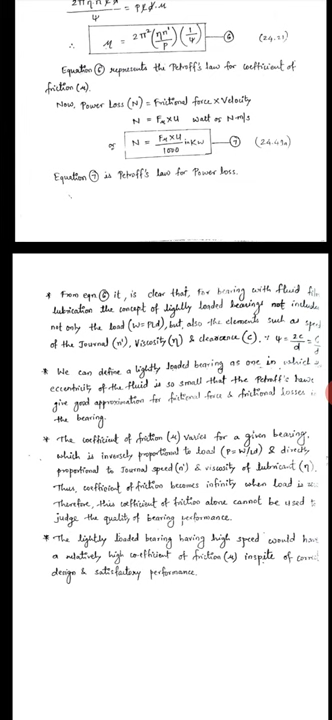 2πηn'
ψ = P
∴ μ = 2π² (ηn'/P) (1/ψ) —⑥ (24.21)
Equation ⑥ represents the Petroff's law for coefficient of
friction (μ).
Now, Power Loss (N) = Frictional force × Velocity
N = Fμ × U watt or N-m/s
or N = Fμ × U / 1000 in Kw —⑦ (24.49a)
Equation ⑦ is Petroff's law for Power loss.
* From eqn ⑥ it, is clear that, for bearing with fluid film
lubrication the concept of lightly loaded bearings not include
not only the load (W=PLd), but, also the elements such as speed
of the Journal (n'), Viscosity (η) & clearence (c). ∵ ψ = 2c/d =
* We can define a lightly loaded bearing as one in which
eccentricity of the fluid is so small that the Petroff's laws
give good approximation for frictional force & frictional losses in
the bearing.
* The coefficient of friction (μ) varies for a given bearing.
which is inversely proportional to load (P=W/Ld) & directly
proportional to Journal speed (n') & viscosity of lubricant (η).
Thus, coefficient of friction becomes infinity when load is
Therefore, this coefficient of friction alone cannot be used to
judge the quality of bearing performance.
* The lightly loaded bearing having high speed would have
a relatively high co-efficient of friction (μ) inspite of correct
design & satisfactory performance.